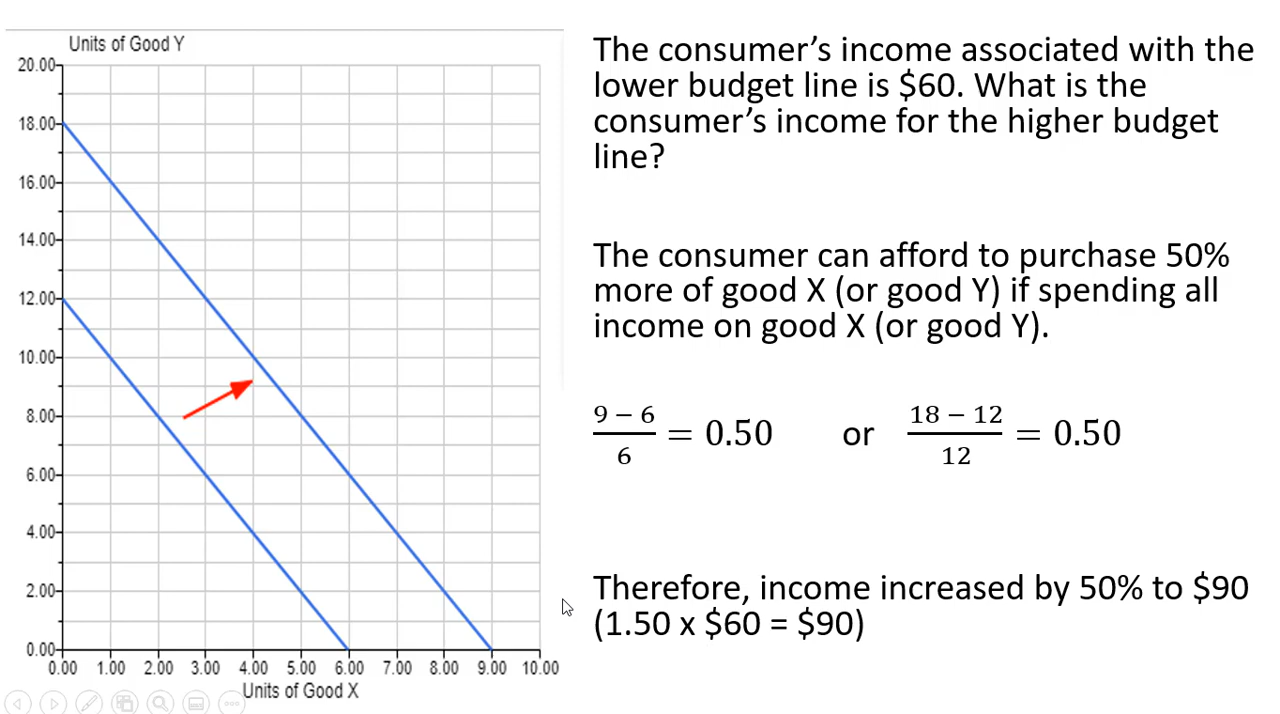 Units of Good Y
20.00
18.00
16.00
14.00
12.00
10.00
8.00
6.00
4.00
2.00
0.00
0.00 1.00 2.00 3.00 4.00 5.00 6.00 7.00 8.00 9.00 10.00
Units of Good X
The consumer’s income associated with the
lower budget line is $60. What is the
consumer’s income for the higher budget
line?
The consumer can afford to purchase 50%
more of good X (or good Y) if spending all
income on good X (or good Y).
9 − 6
6
= 0.50
or
18 − 12
12
= 0.50
Therefore, income increased by 50% to $90
(1.50 x $60 = $90)